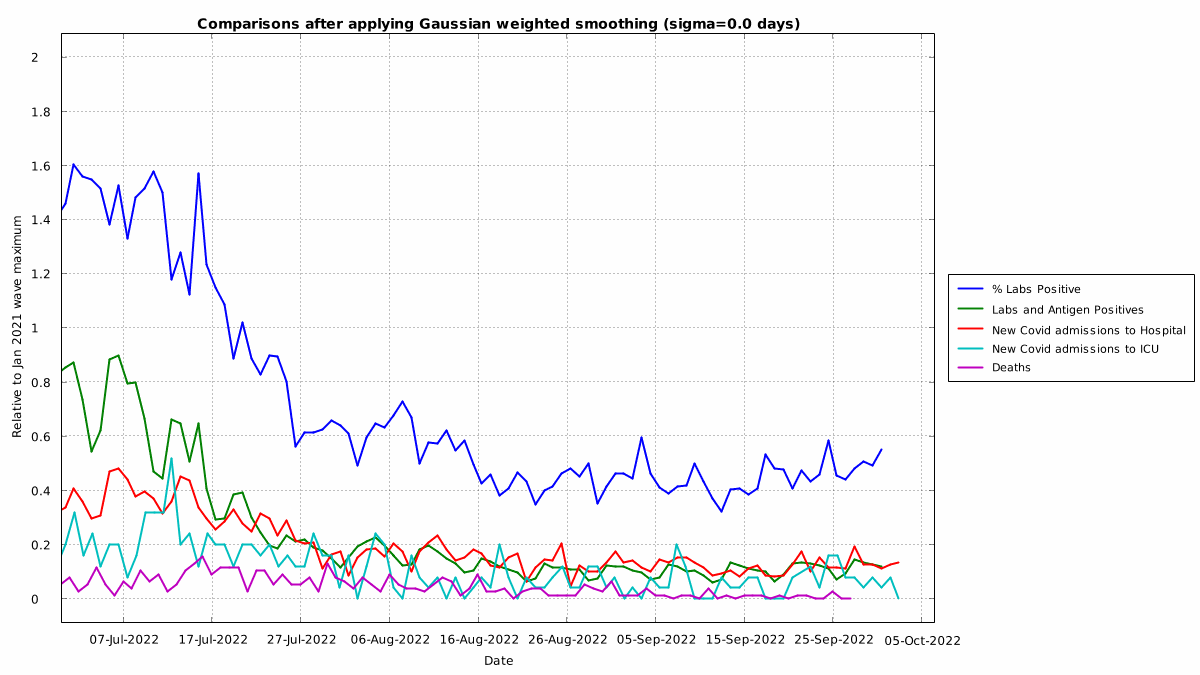 Comparisons after applying Gaussian weighted smoothing (sigma=0.0 days)
Relative to Jan 2021 wave maximum
2
1.8
1.6
1.4
1.2
1
0.8
0.6
0.4
0.2
0
07-Jul-2022 17-Jul-2022 27-Jul-2022 06-Aug-2022 16-Aug-2022 26-Aug-2022 05-Sep-2022 15-Sep-2022 25-Sep-2022 05-Oct-2022
Date
% Labs Positive
Labs and Antigen Positives
New Covid admissions to Hospital
New Covid admissions to ICU
Deaths